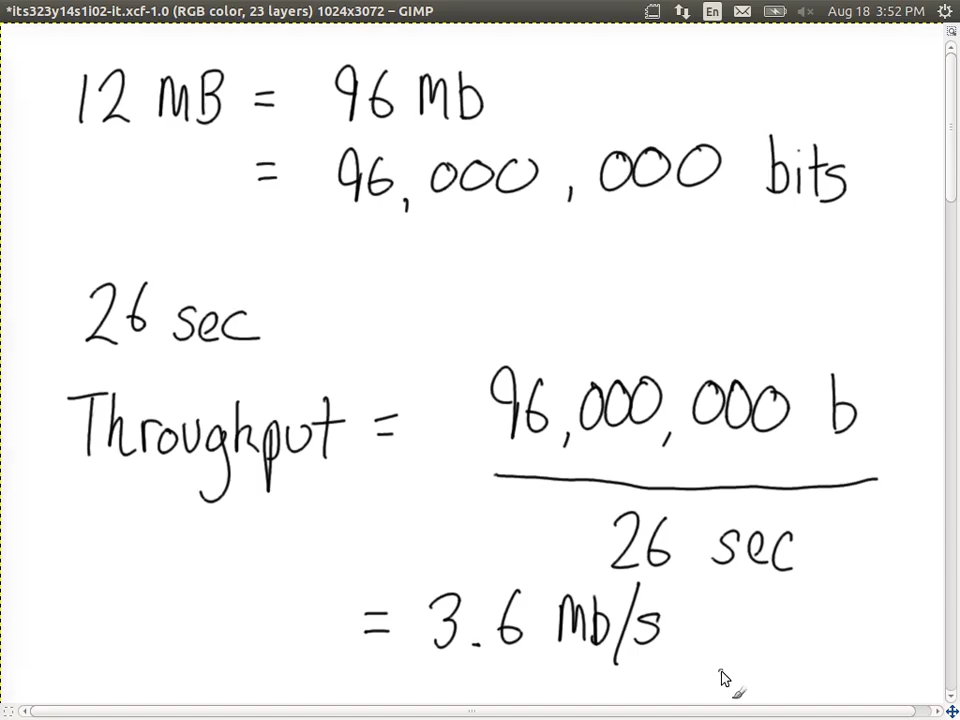 *its323y14s1i02-it.xcf-1.0 (RGB color, 23 layers) 1024x3072 – GIMP En Aug 18 3:52 PM
12 MB = 96 Mb
= 96,000,000 bits
26 sec
Throughput = 96,000,000 b
26 sec
= 3.6 Mb/s